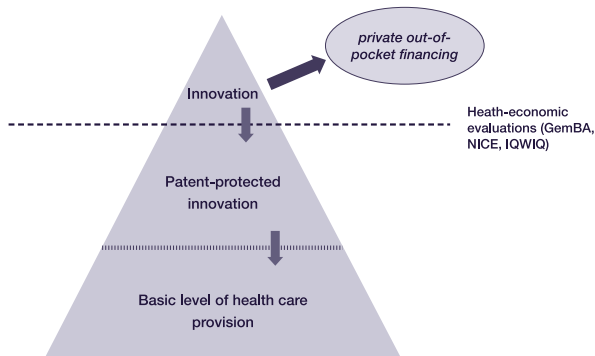 private out-of-
pocket financing
Innovation
Heath-economic
evaluations (GemBA,
NICE, IQWIQ)
Patent-protected
innovation
Basic level of health care
provision